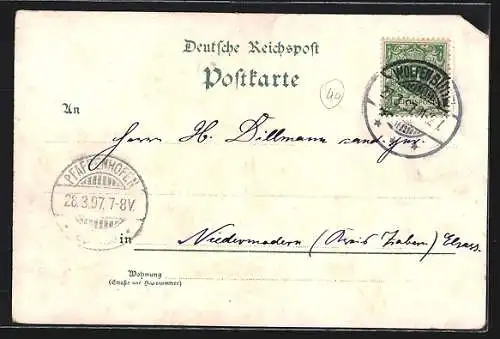 Deutsche Reichspost
Postkarte
An
Herrn H. Dillmann cand. jur.
PFAFFENHOFEN
28.3.97. 7-8V.
in
Niedermodern (Kreis Zabern) Elsass.
Wohnung
(Straße und Hausnummer)